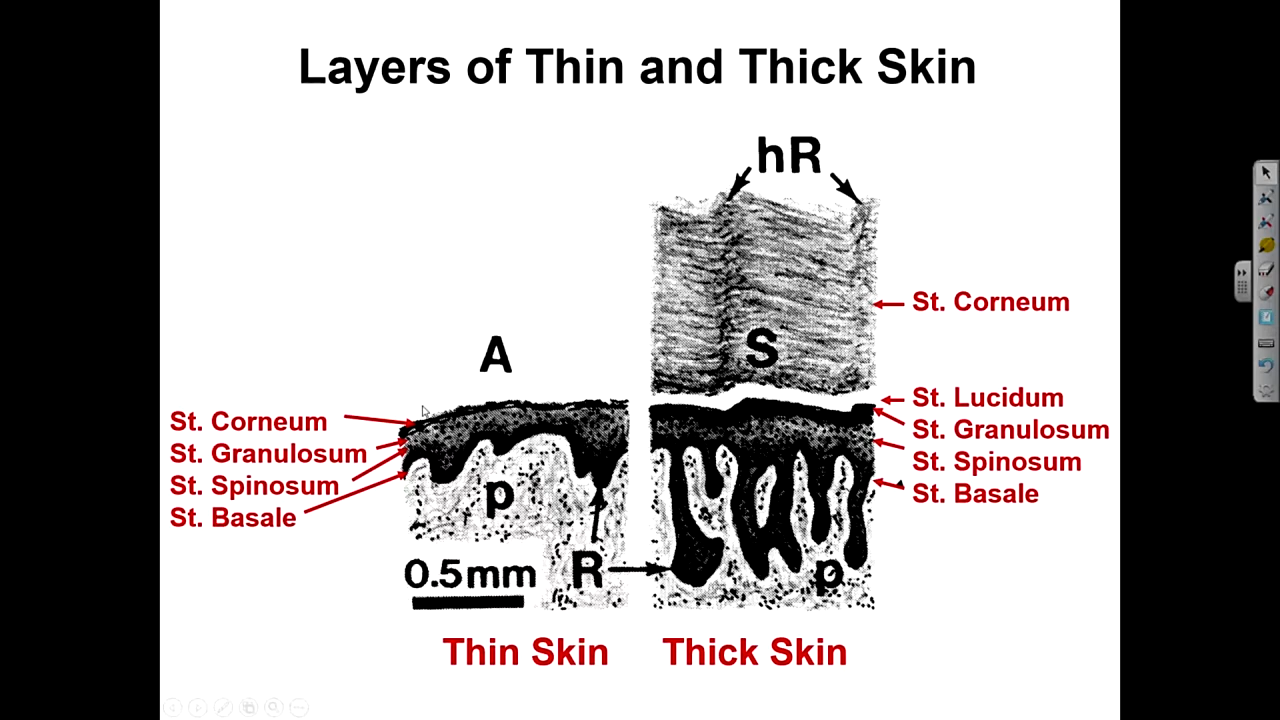 Layers of Thin and Thick Skin
hR
St. Corneum
S
A
St. Lucidum
St. Granulosum
St. Spinosum
St. Basale
St. Corneum
St. Granulosum
St. Spinosum
St. Basale
p
R
p
0.5mm
Thin Skin
Thick Skin